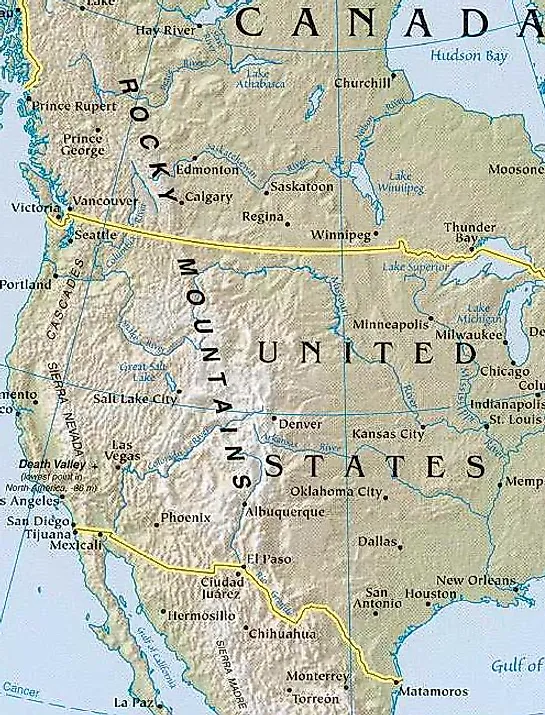 Lake
CANADA
Hay River
Hudson Bay
Lake
Athabasca
Churchill
Prince Rupert
ROCKY
Nelson River
Prince
George
Saskatchewan River
Edmonton
Lake
Winnipeg
Moosone
Saskatoon
Calgary
Victoria
Vancouver
Regina
Winnipeg
Thunder
Bay
Seattle
Columbia River
Lake Superior
Portland
MOUNTAINS
CASCADES
Missouri
River
Lake
Michigan
Minneapolis
Milwaukee
Det
Snake River
UNITED
Mississippi
Chicago
Great Salt
Lake
Colu
SIERRA NEVADA
Salt Lake City
Indianapolis
mento
co
Denver
Kansas City
St. Louis
Las
Vegas
Colorado River
Arkansas River
Death Valley +
(lowest point in
North America, -86 m)
STATES
Memp
s Angeles
Oklahoma City
Albuquerque
San Diego
Phoenix
Tijuana
Mexicali
Dallas
El Paso
Ciudad
Juárez
Rio Grande
New Orleans
San
Antonio
Houston
Hermosillo
Gulf of California
Chihuahua
SIERRA MADRE
Gulf of
Monterrey
Cancer
Matamoros
Torreón
La Paz